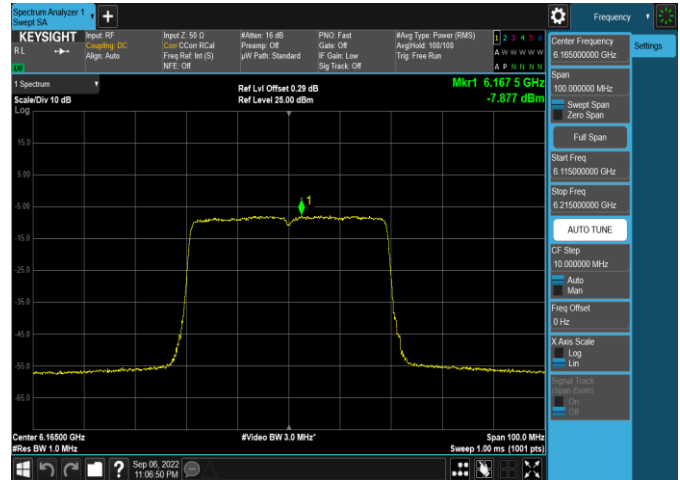 Spectrum Analyzer 1
Swept SA
+
Frequency
KEYSIGHT
RL
LW
Input: RF
Coupling: DC
Align: Auto
Input Z: 50 Ω
Corr CCorr RCal
Freq Ref: Int (S)
NFE: Off
#Atten: 16 dB
Preamp: Off
µW Path: Standard
PNO: Fast
Gate: Off
IF Gain: Low
Sig Track: Off
#Avg Type: Power (RMS)
Avg|Hold: 100/100
Trig: Free Run
1 2 3 4 5 6
A W W W W W
A P N N N N
1 Spectrum
Scale/Div 10 dB
Log
Ref Lvl Offset 0.29 dB
Ref Level 25.00 dBm
Mkr1 6.167 5 GHz
-7.877 dBm
15.0
5.00
-5.00
-15.0
-25.0
-35.0
-45.0
-55.0
-65.0
1
Center 6.16500 GHz
#Res BW 1.0 MHz
#Video BW 3.0 MHz*
Span 100.0 MHz
Sweep 1.00 ms (1001 pts)
Sep 06, 2022
11:06:50 PM
?
Settings
Center Frequency
6.165000000 GHz
Span
100.000000 MHz
Swept Span
Zero Span
Full Span
Start Freq
6.115000000 GHz
Stop Freq
6.215000000 GHz
AUTO TUNE
CF Step
10.000000 MHz
Auto
Man
Freq Offset
0 Hz
X Axis Scale
Log
Lin
Signal Track
(Span Zoom)
On
Off